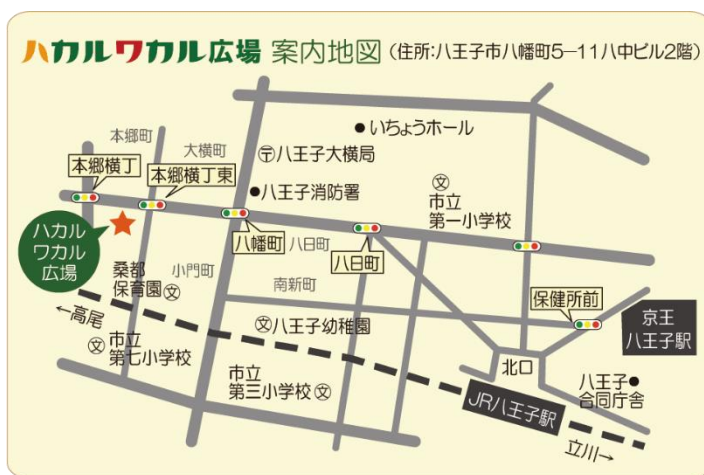 ハカルワカル広場 案内地図 (住所:八王子市八幡町5−11八中ビル2階)
本郷町
大横町
〒八王子大横局
いちょうホール
本郷横丁
本郷横丁東
八王子消防署
文
市立
第一小学校
ハカル
ワカル
広場
八幡町
八日町
八日町
桑都
保育園文
小門町
南新町
保健所前
←高尾
文市立
第七小学校
文八王子幼稚園
京王
八王子駅
北口
市立
第三小学校文
JR八王子駅
八王子
合同庁舎
立川→